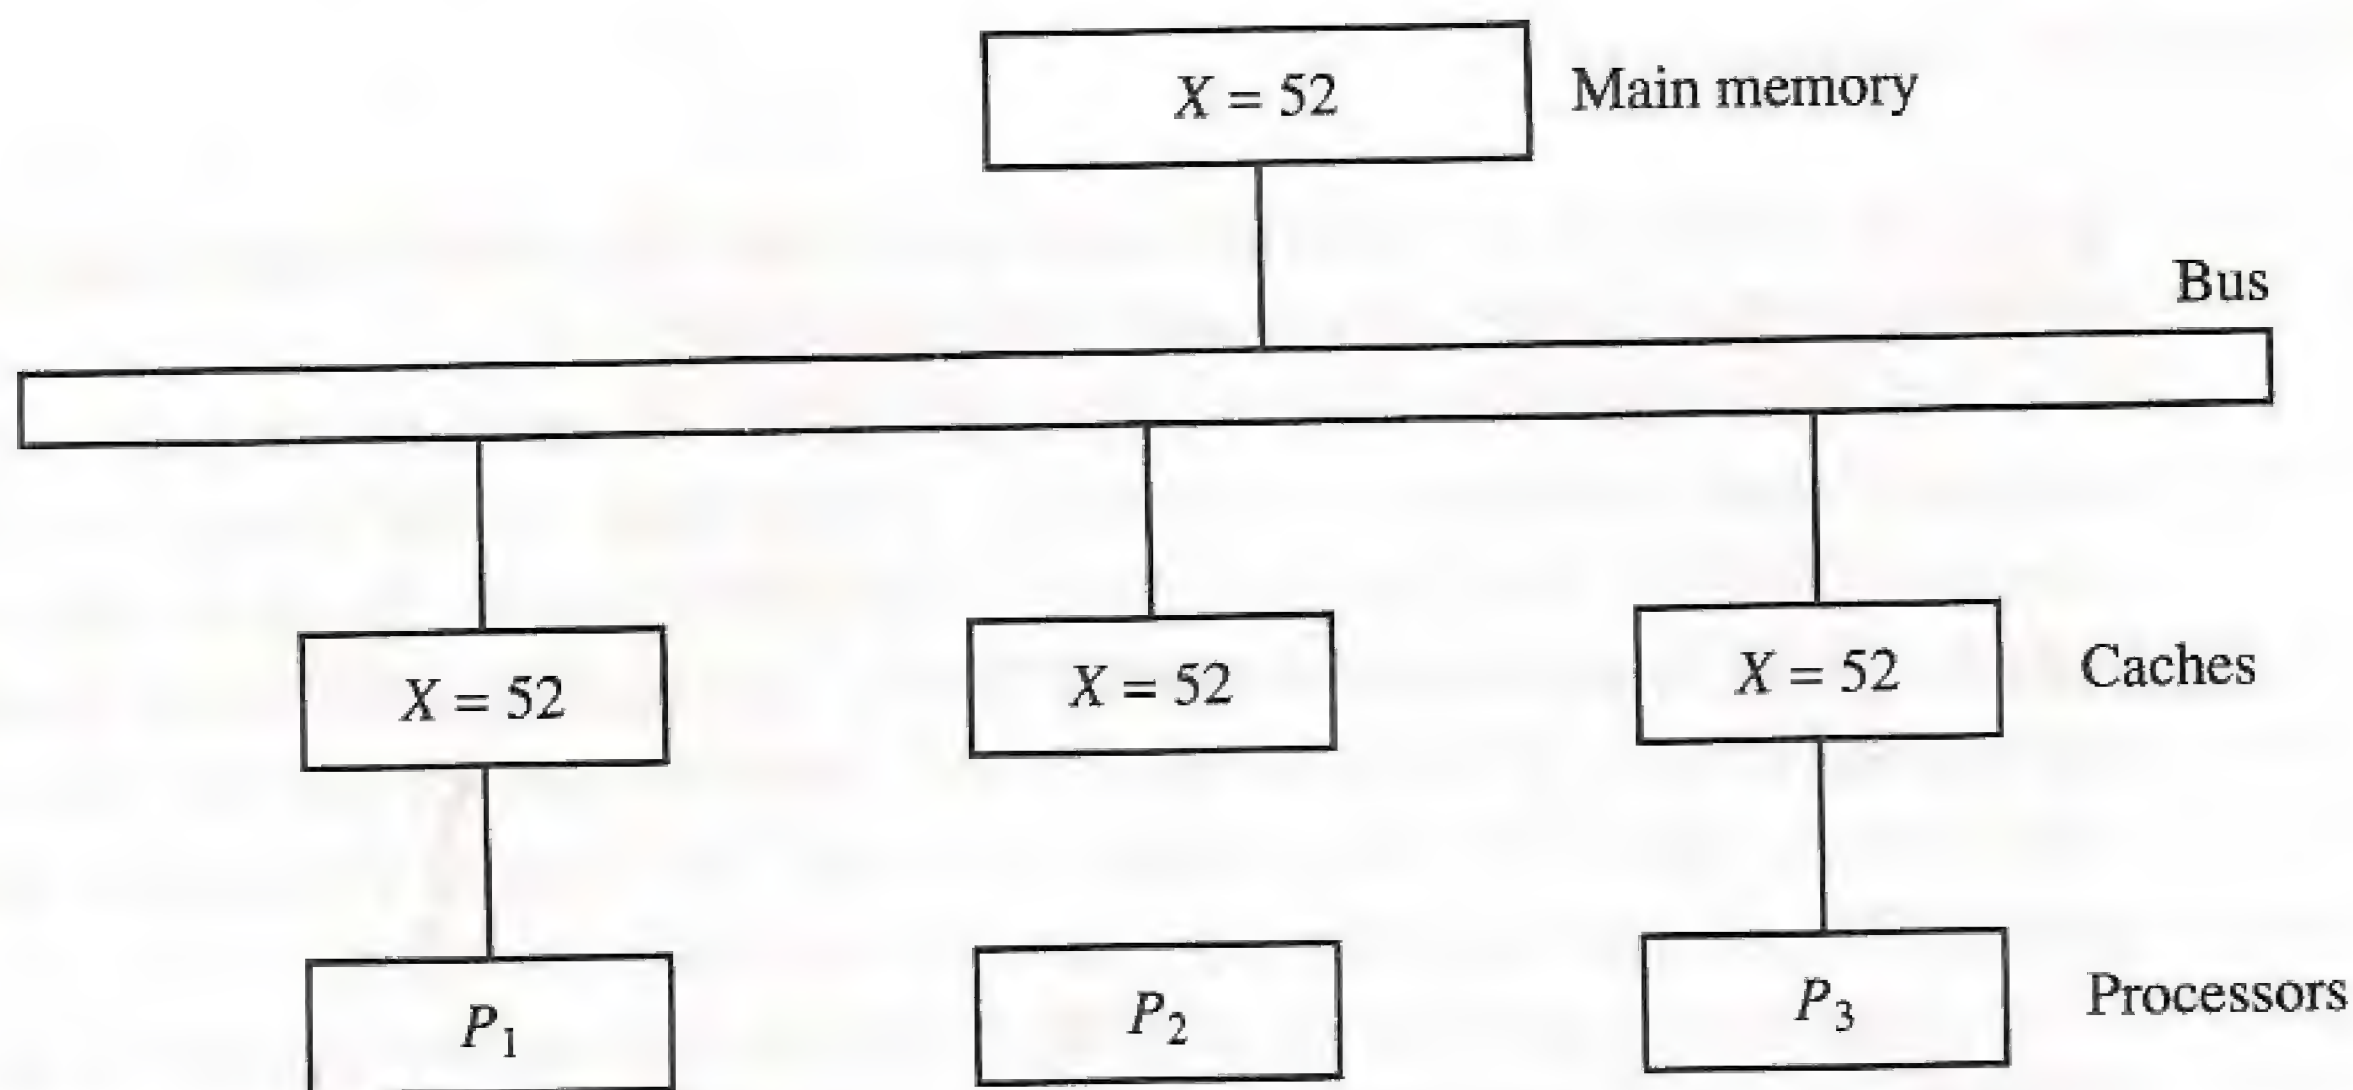 X = 52 Main memory
Bus
X = 52 X = 52 X = 52 Caches
P1 P2 P3 Processors